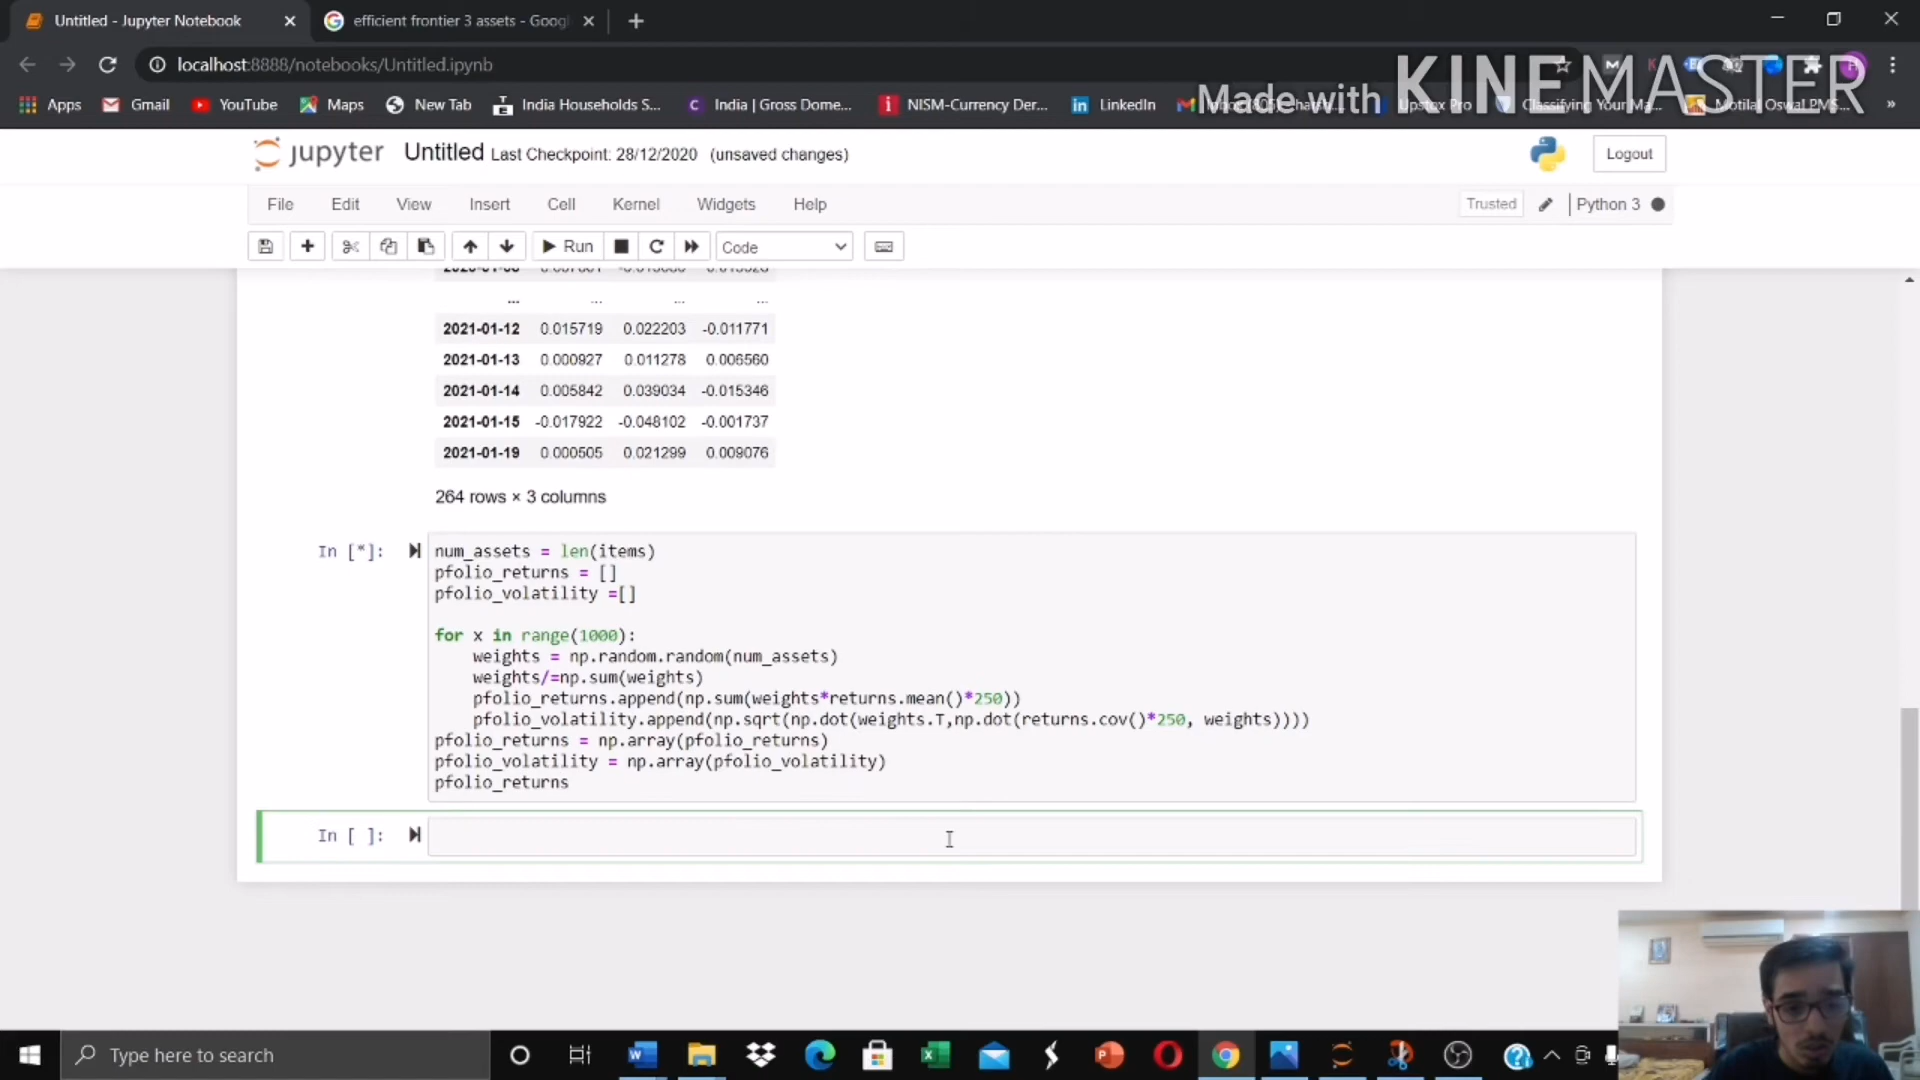 Untitled - Jupyter Notebook
efficient frontier 3 assets - Goog
localhost:8888/notebooks/Untitled.ipynb
Made with KINEMASTER
Apps Gmail YouTube Maps New Tab India Households S... India | Gross Dome... NISM-Currency Der... LinkedIn Upstox Pro Classifying Your Ma... Motilal Oswal PMS... »
jupyter Untitled Last Checkpoint: 28/12/2020 (unsaved changes) Logout
File Edit View Insert Cell Kernel Widgets Help Trusted Python 3
Run Code
... ... ... ...
2021-01-12 0.015719 0.022203 -0.011771
2021-01-13 0.000927 0.011278 0.006560
2021-01-14 0.005842 0.039034 -0.015346
2021-01-15 -0.017922 -0.048102 -0.001737
2021-01-19 0.000505 0.021299 0.009076
264 rows × 3 columns
In [*]: num_assets = len(items)
pfolio_returns = []
pfolio_volatility =[]
for x in range(1000):
weights = np.random.random(num_assets)
weights/=np.sum(weights)
pfolio_returns.append(np.sum(weights*returns.mean()*250))
pfolio_volatility.append(np.sqrt(np.dot(weights.T,np.dot(returns.cov()*250, weights))))
pfolio_returns = np.array(pfolio_returns)
pfolio_volatility = np.array(pfolio_volatility)
pfolio_returns
In [ ]:
Type here to search